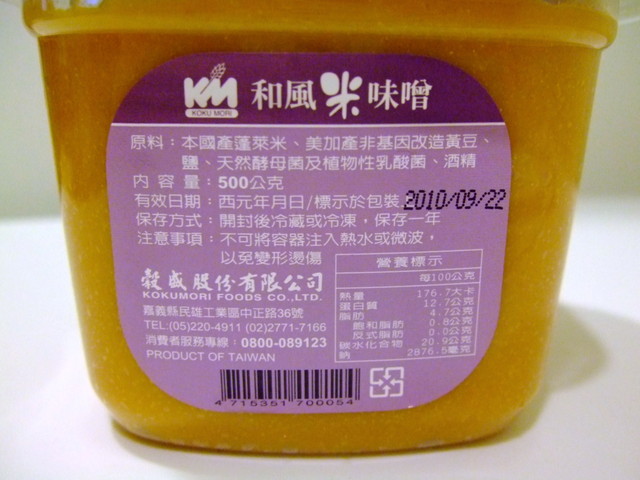 KM
KOKU MORI
和風米味噌
原料：本國產蓬萊米、美加產非基因改造黃豆、
鹽、天然酵母菌及植物性乳酸菌、酒精
內 容 量：500公克
有效日期：西元年月日/標示於包裝 2010/09/22
保存方式：開封後冷藏或冷凍，保存一年
注意事項：不可將容器注入熱水或微波，
以免變形燙傷
穀盛股份有限公司
KOKUMORI FOODS CO.,LTD.
嘉義縣民雄工業區中正路36號
TEL:(05)220-4911 (02)2771-7166
消費者服務專線：0800-089123
PRODUCT OF TAIWAN
營養標示
每100公克
熱量 176.7大卡
蛋白質 12.7公克
脂肪 4.7公克
飽和脂肪 0.8公克
反式脂肪 0.0公克
碳水化合物 20.9公克
鈉 2876.5毫克
4 715351 700054